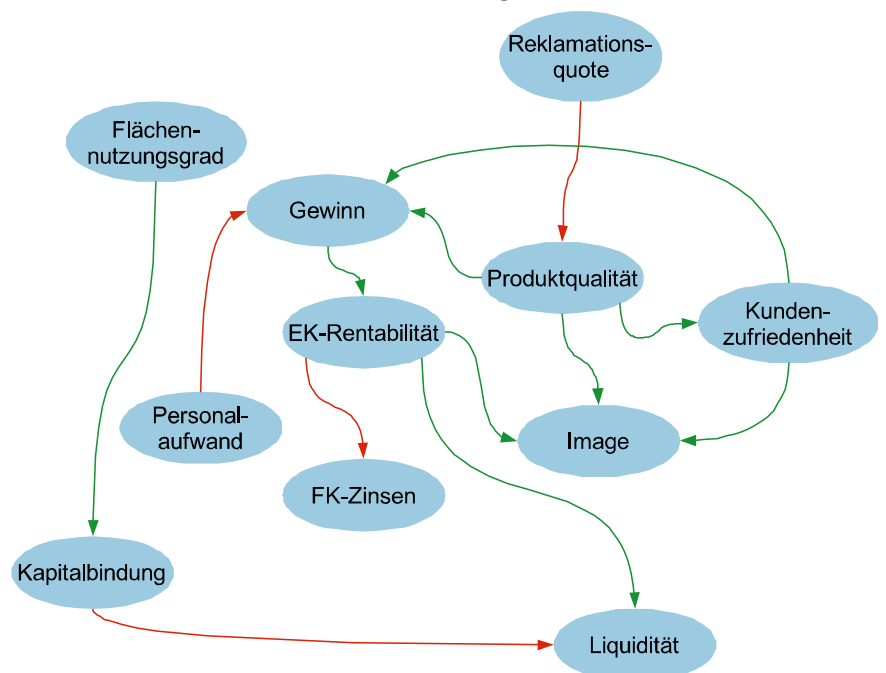 Reklamations-
quote
Flächen-
nutzungsgrad
Gewinn
Produktqualität
Kunden-
zufriedenheit
EK-Rentabilität
Personal-
aufwand
Image
FK-Zinsen
Kapitalbindung
Liquidität